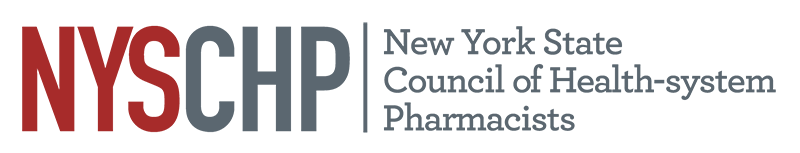 NYSCHP
New York State
Council of Health-system
Pharmacists